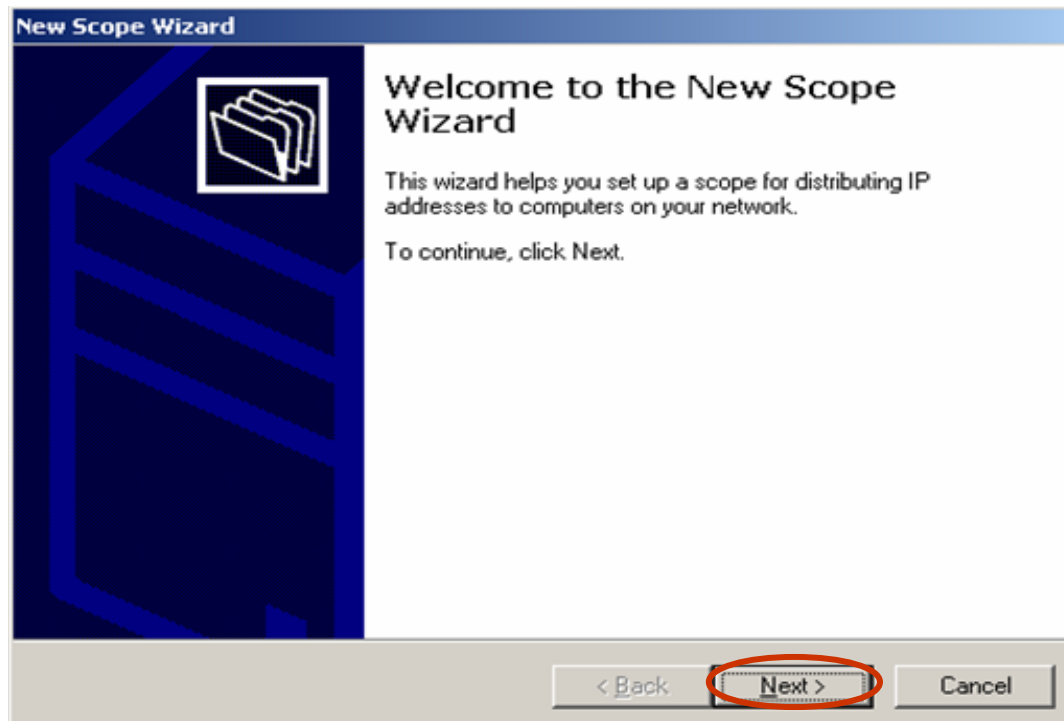 New Scope Wizard
Welcome to the New Scope
Wizard
This wizard helps you set up a scope for distributing IP
addresses to computers on your network.
To continue, click Next.
< Back
Next >
Cancel